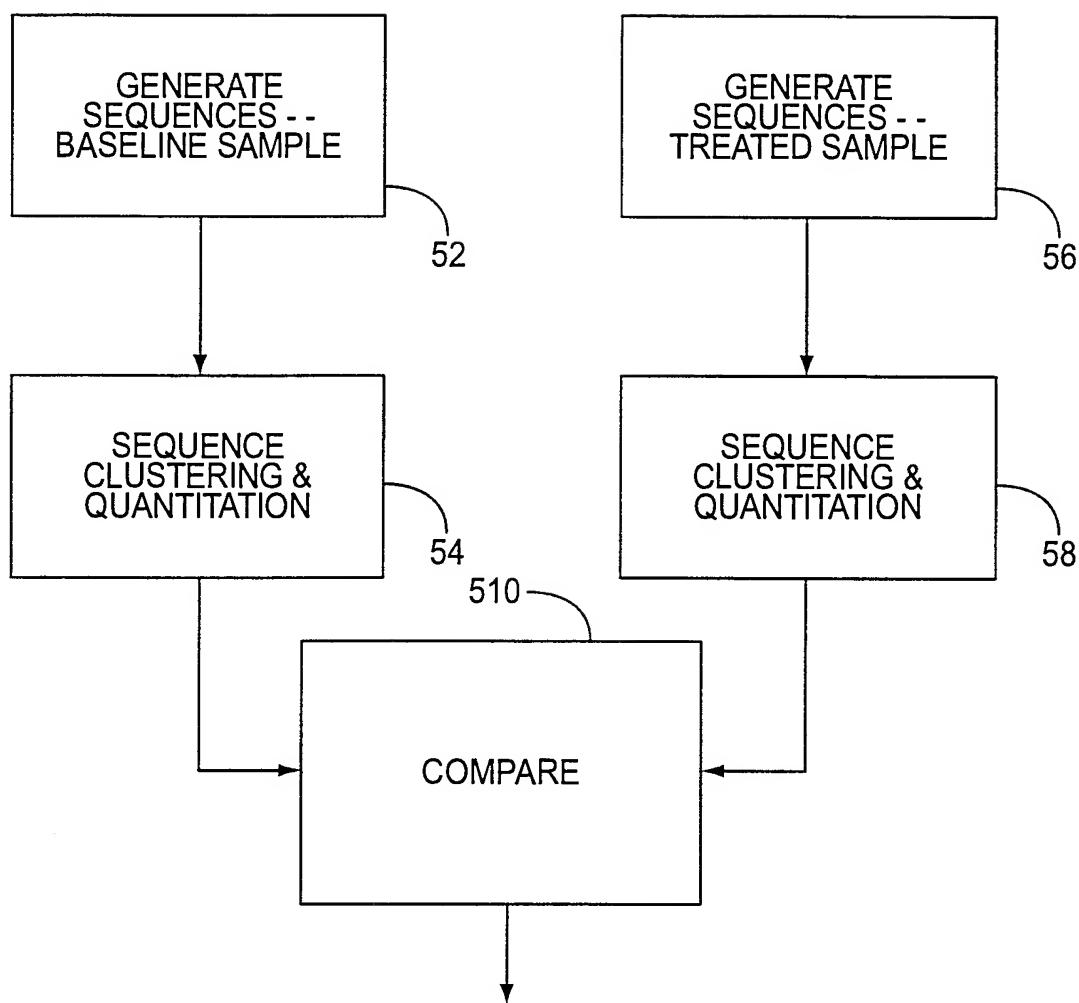 GENERATE
SEQUENCES - -
BASELINE SAMPLE
52
GENERATE
SEQUENCES - -
TREATED SAMPLE
56
SEQUENCE
CLUSTERING &
QUANTITATION
54
SEQUENCE
CLUSTERING &
QUANTITATION
58
510
COMPARE